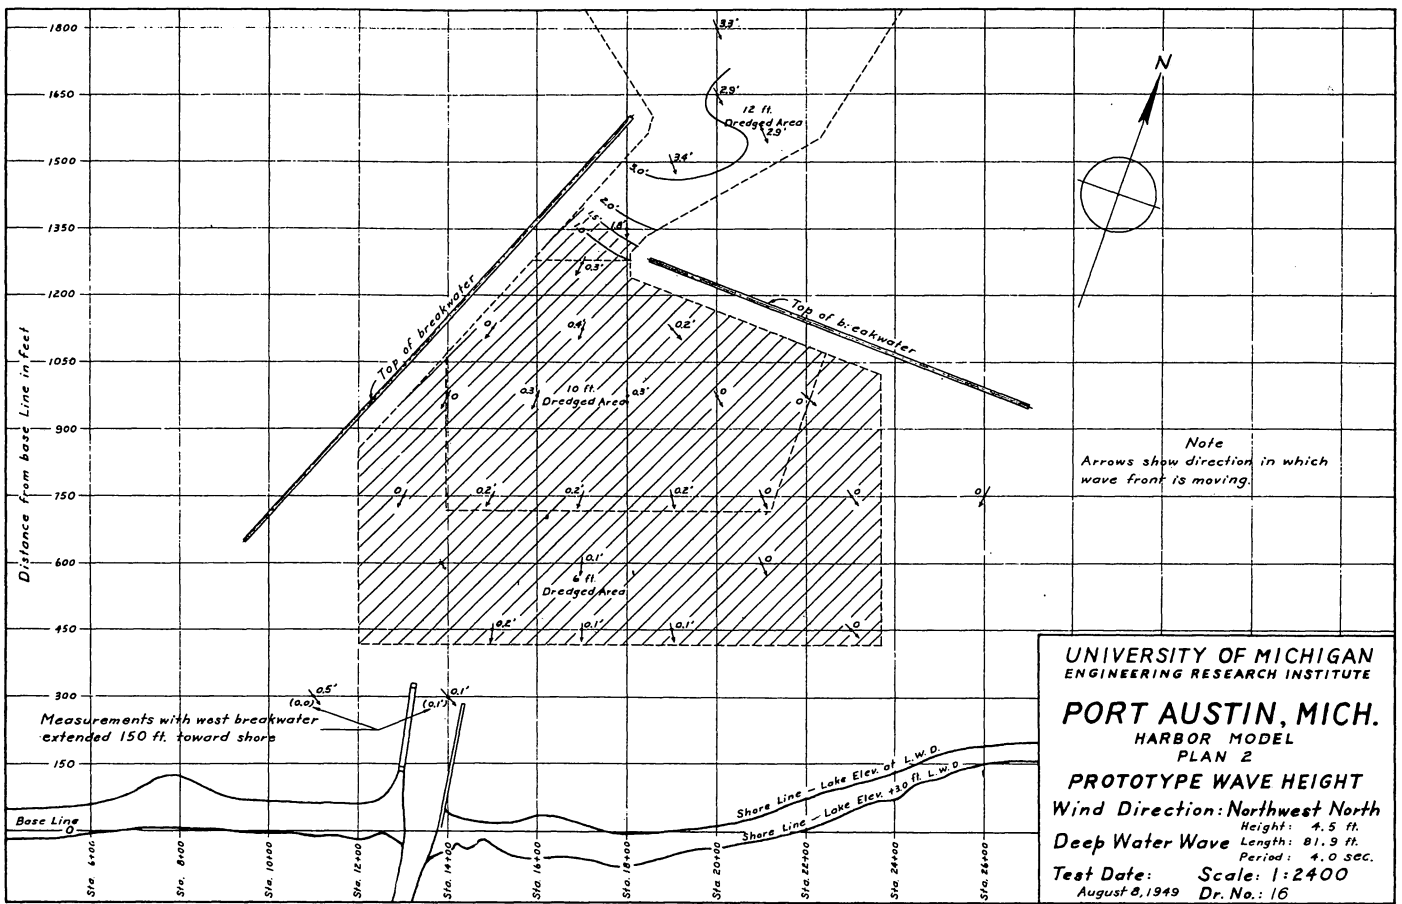 1800
1650
1500
1350
1200
1050
900
750
600
450
300
150
0
Distance from base Line in feet
3.3'
2.9'
12 ft.
Dredged Area
2.9'
3.4'
3.0'
2.0'
1.5'
1.8'
0.3'
0
0.4'
0.2'
Top of breakwater
Top of breakwater
0
0.3'
10 ft.
Dredged Area
0.3'
0
0
0
0.2'
0.2'
0.2'
0
0
0
0.1'
0
6 ft.
Dredged Area
0.2'
0.1'
0.1'
0
N
Note
Arrows show direction in which
wave front is moving.
0.5'
(0.0)
0.1'
(0.1')
Measurements with west breakwater
extended 150 ft. toward shore
Base Line
Shore Line - Lake Elev. at L.W.D.
Shore Line - Lake Elev. +3.0 ft. L.W.D
Sta. 6+00
Sta. 8+00
Sta. 10+00
Sta. 12+00
Sta. 14+00
Sta. 16+00
Sta. 18+00
Sta. 20+00
Sta. 22+00
Sta. 24+00
Sta. 26+00
UNIVERSITY OF MICHIGAN
ENGINEERING RESEARCH INSTITUTE
PORT AUSTIN, MICH.
HARBOR MODEL
PLAN 2
PROTOTYPE WAVE HEIGHT
Wind Direction: Northwest North
Deep Water Wave
Height: 4.5 ft.
Length: 81.9 ft.
Period: 4.0 sec.
Test Date: Scale: 1:2400
August 8, 1949 Dr. No.: 16